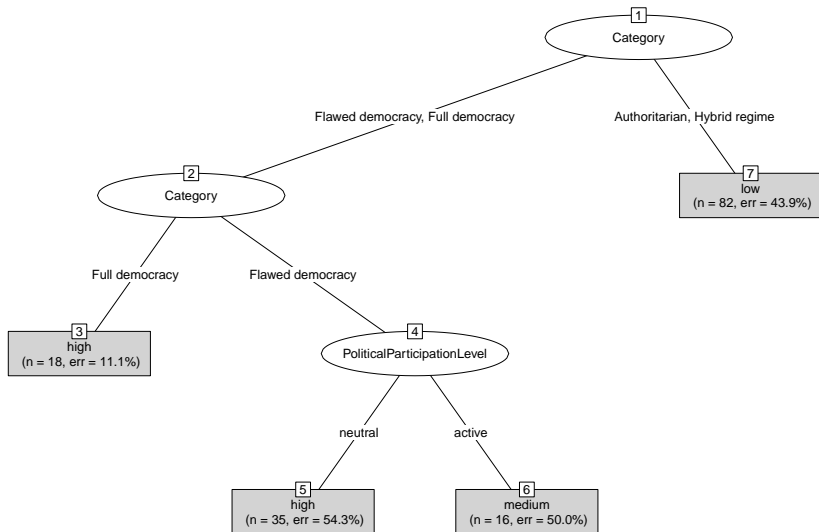 1
Category
Flawed democracy, Full democracy
Authoritarian, Hybrid regime
2
Category
7
low
(n = 82, err = 43.9%)
Full democracy
Flawed democracy
3
high
(n = 18, err = 11.1%)
4
PoliticalParticipationLevel
neutral
active
5
high
(n = 35, err = 54.3%)
6
medium
(n = 16, err = 50.0%)